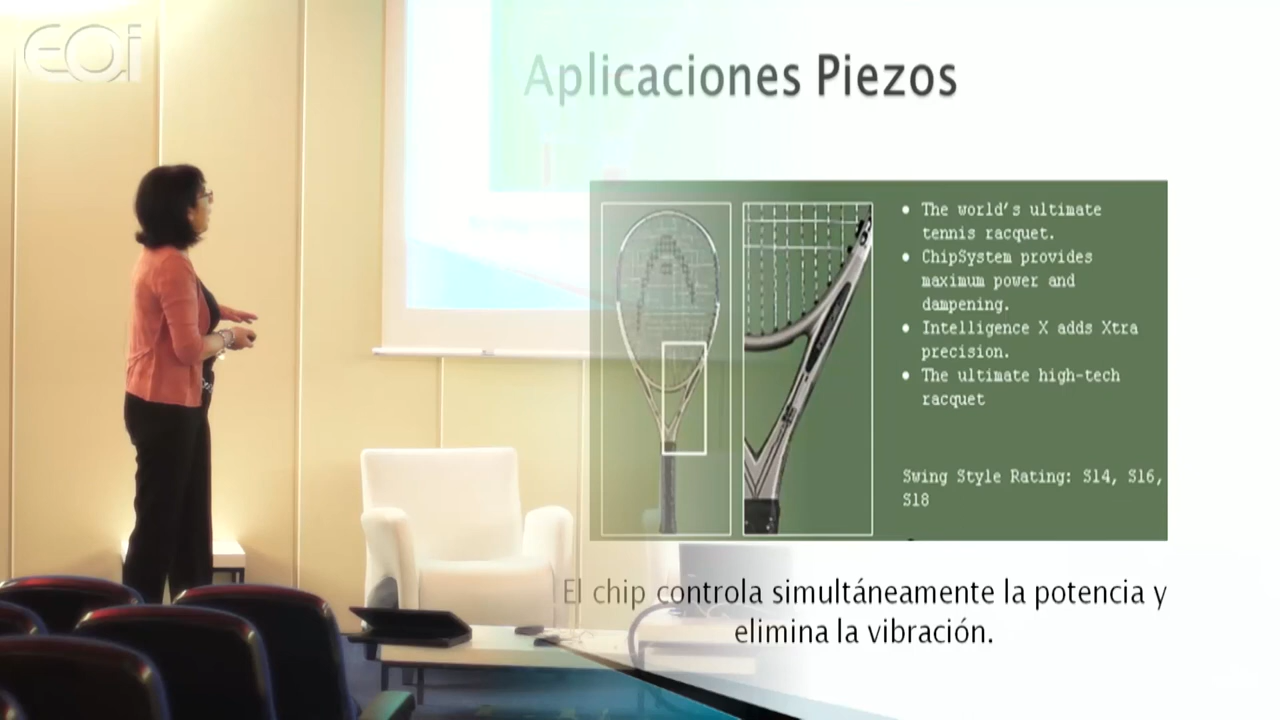 eoi
Aplicaciones Piezos
• The world's ultimate
tennis racquet.
• ChipSystem provides
maximum power and
dampening.
• Intelligence X adds Xtra
precision.
• The ultimate high-tech
racquet
Swing Style Rating: S14, S16,
S18
El chip controla simultáneamente la potencia y
elimina la vibración.